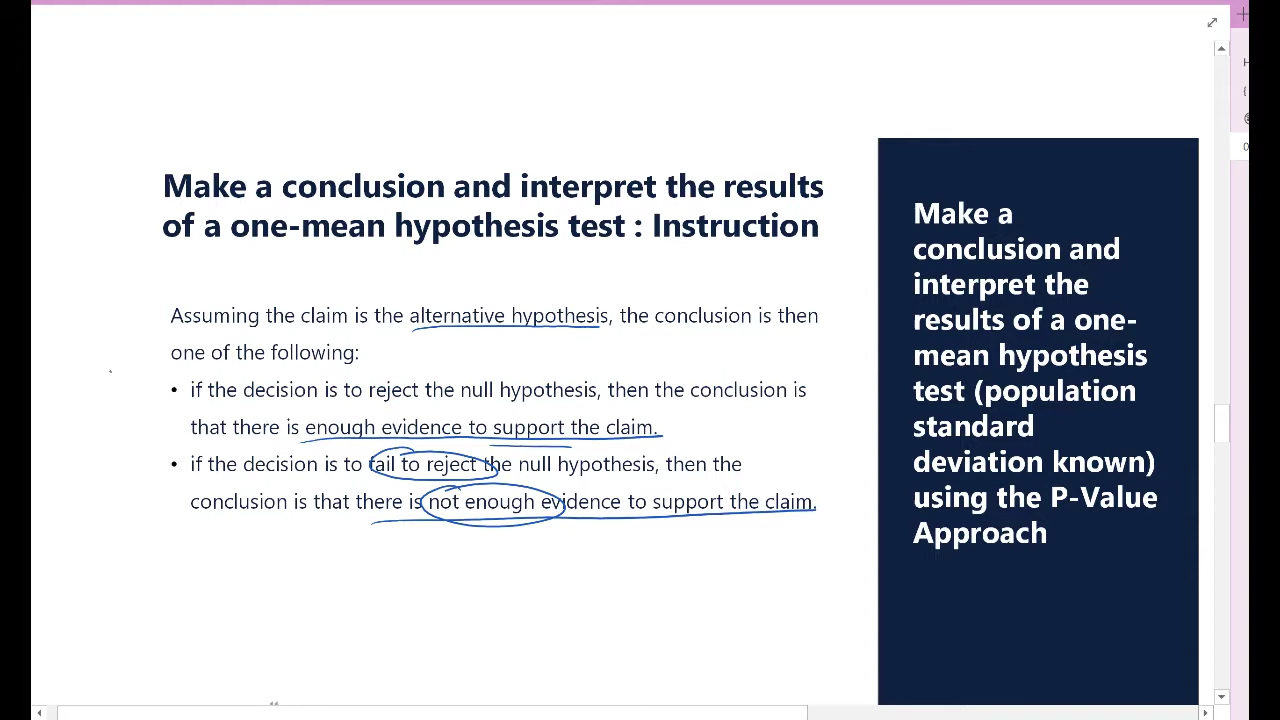 Make a conclusion and interpret the results
of a one-mean hypothesis test : Instruction
Assuming the claim is the alternative hypothesis, the conclusion is then
one of the following:
• if the decision is to reject the null hypothesis, then the conclusion is
that there is enough evidence to support the claim.
• if the decision is to fail to reject the null hypothesis, then the
conclusion is that there is not enough evidence to support the claim.
Make a
conclusion and
interpret the
results of a one-
mean hypothesis
test (population
standard
deviation known)
using the P-Value
Approach